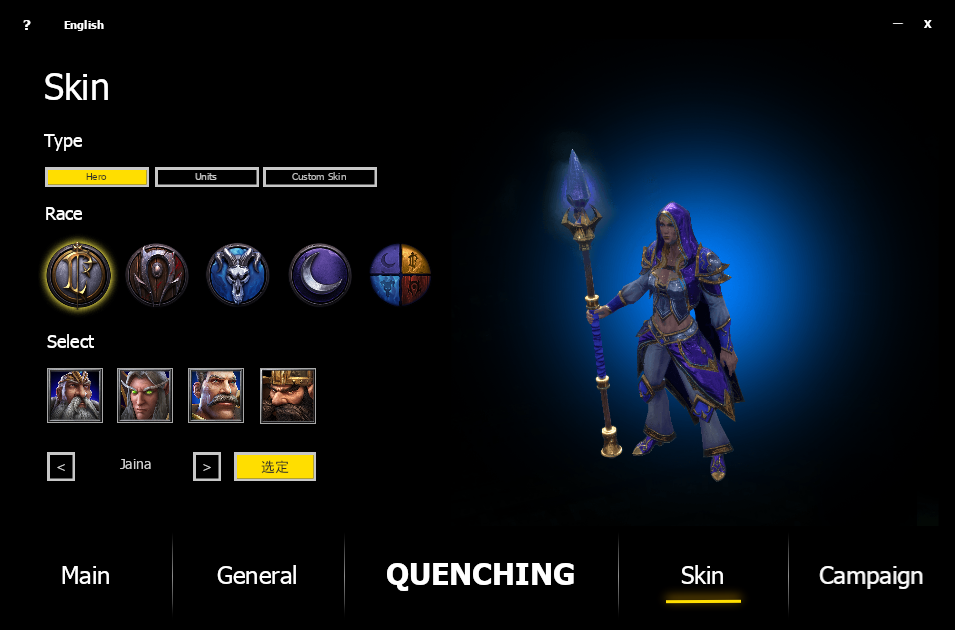 ? English — X
Skin
Type
Hero Units Custom Skin
Race
Select
< Jaina > 选定
Main General QUENCHING Skin Campaign